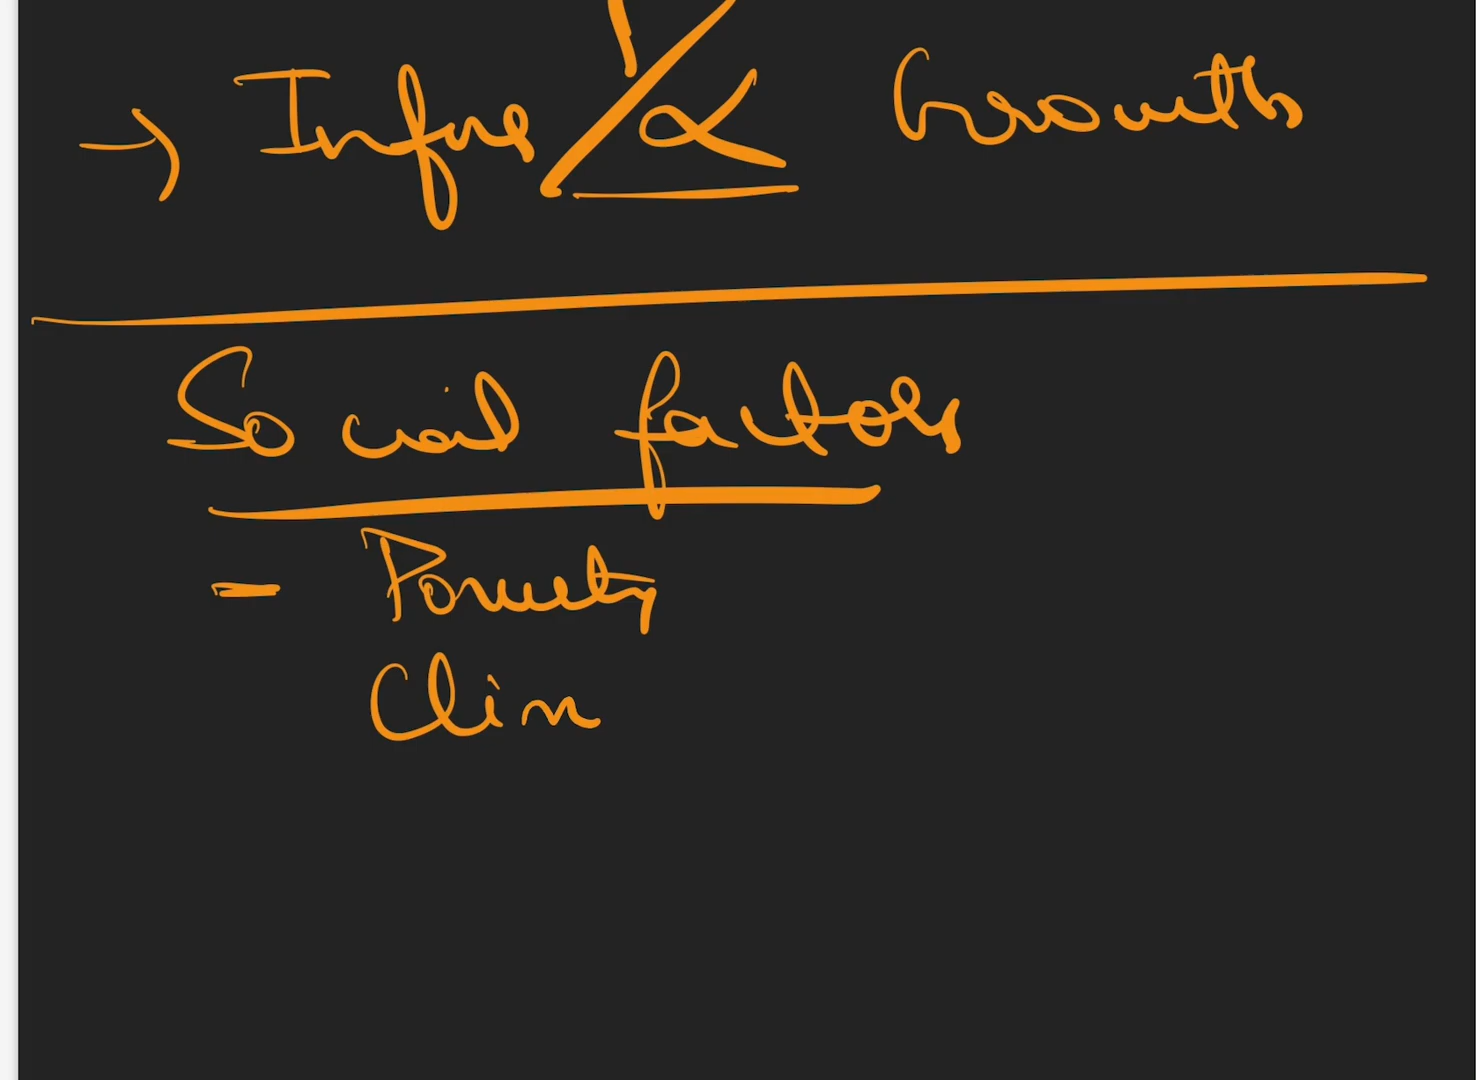 → Infra ∝ Growth
Social factors
- Poverty
Clim